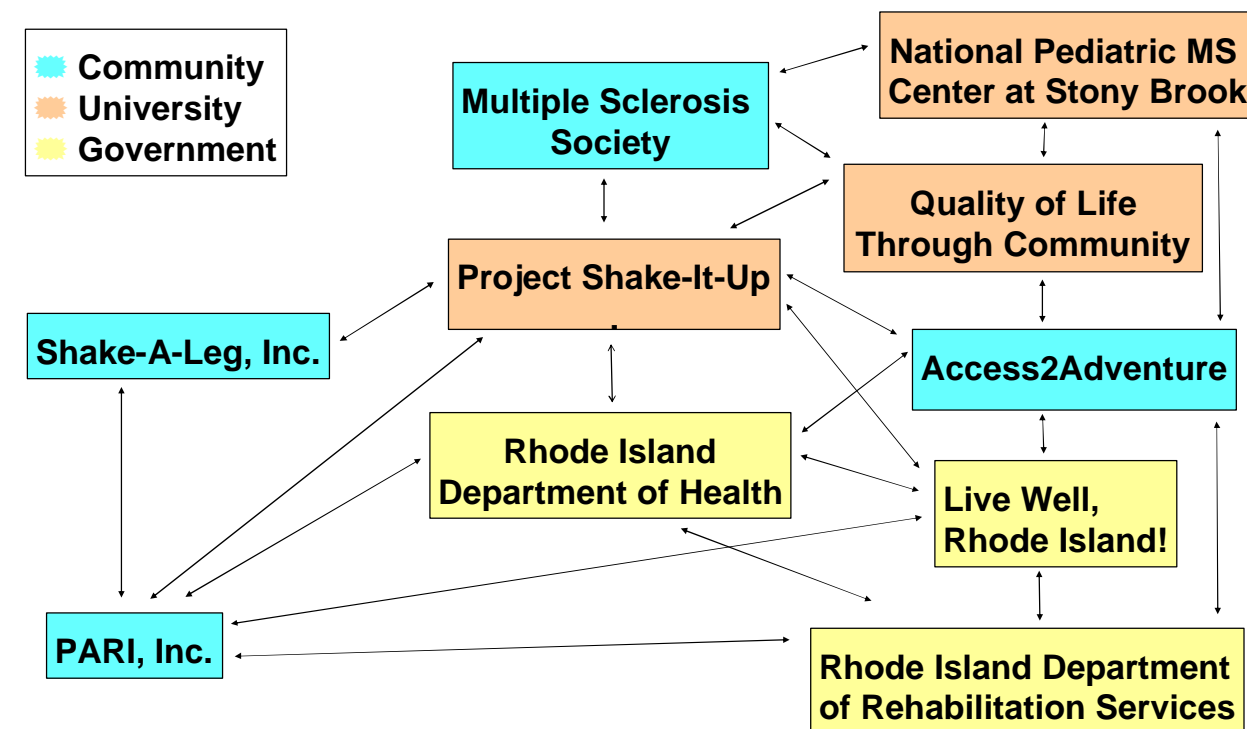 Community
University
Government
National Pediatric MS
Center at Stony Brook
Multiple Sclerosis
Society
Quality of Life
Through Community
Project Shake-It-Up
.
Shake-A-Leg, Inc.
Access2Adventure
Rhode Island
Department of Health
Live Well,
Rhode Island!
PARI, Inc.
Rhode Island Department
of Rehabilitation Services